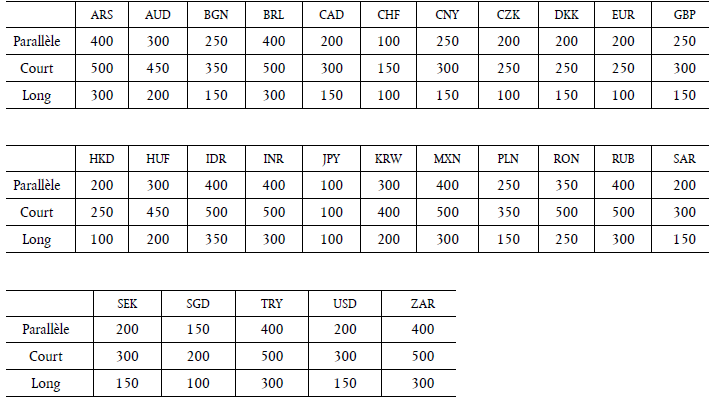 ARS AUD BGN BRL CAD CHF CNY CZK DKK EUR GBP
Parallèle 400 300 250 400 200 100 250 200 200 200 250
Court 500 450 350 500 300 150 300 250 250 250 300
Long 300 200 150 300 150 100 150 100 150 100 150
HKD HUF IDR INR JPY KRW MXN PLN RON RUB SAR
Parallèle 200 300 400 400 100 300 400 250 350 400 200
Court 250 450 500 500 100 400 500 350 500 500 300
Long 100 200 350 300 100 200 300 150 250 300 150
SEK SGD TRY USD ZAR
Parallèle 200 150 400 200 400
Court 300 200 500 300 500
Long 150 100 300 150 300